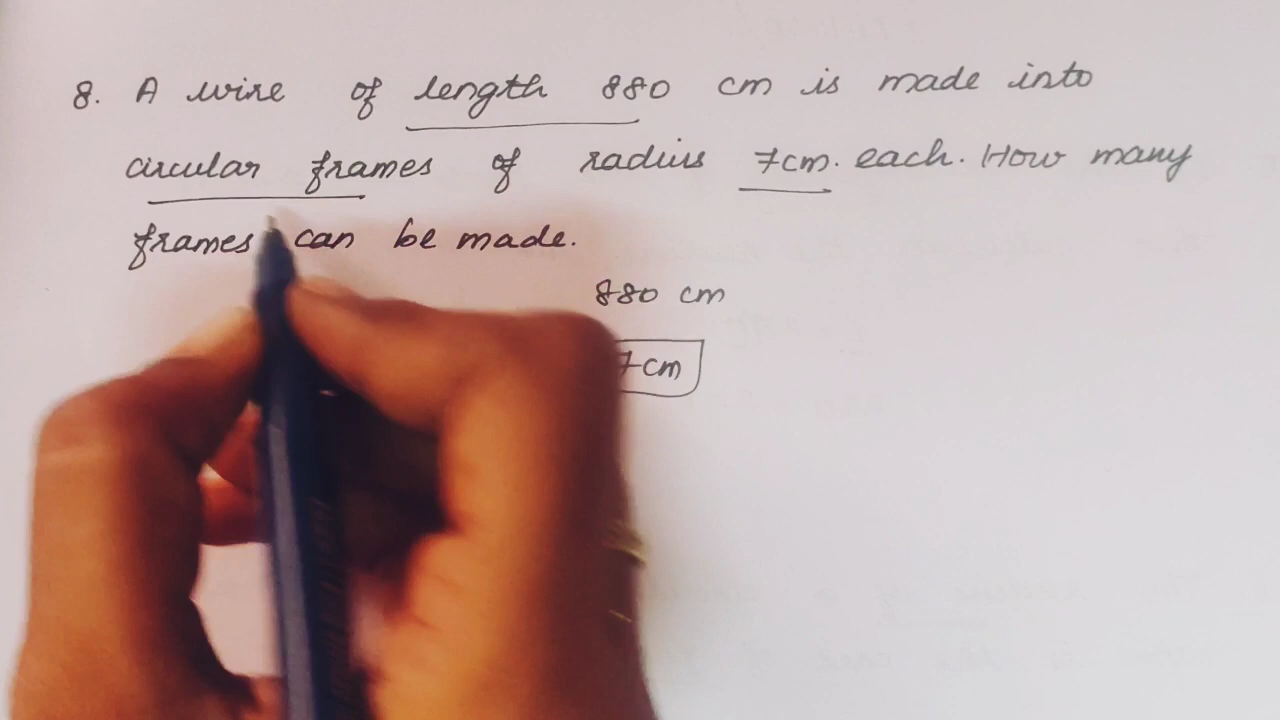 8. A wire of length 880 cm is made into
circular frames of radius 7cm. each. How many
frames can be made.
880 cm
7cm